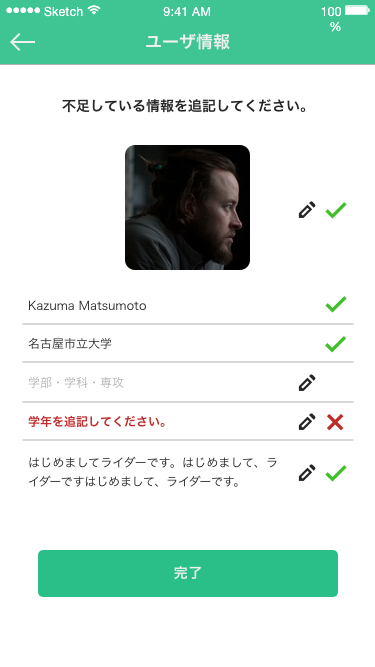 Sketch 9:41 AM 100
%
ユーザ情報
不足している情報を追記してください。
Kazuma Matsumoto
名古屋市立大学
学部・学科・専攻
学年を追記してください。
はじめましてライダーです。はじめまして、ラ
イダーですはじめまして、ライダーです。
完了